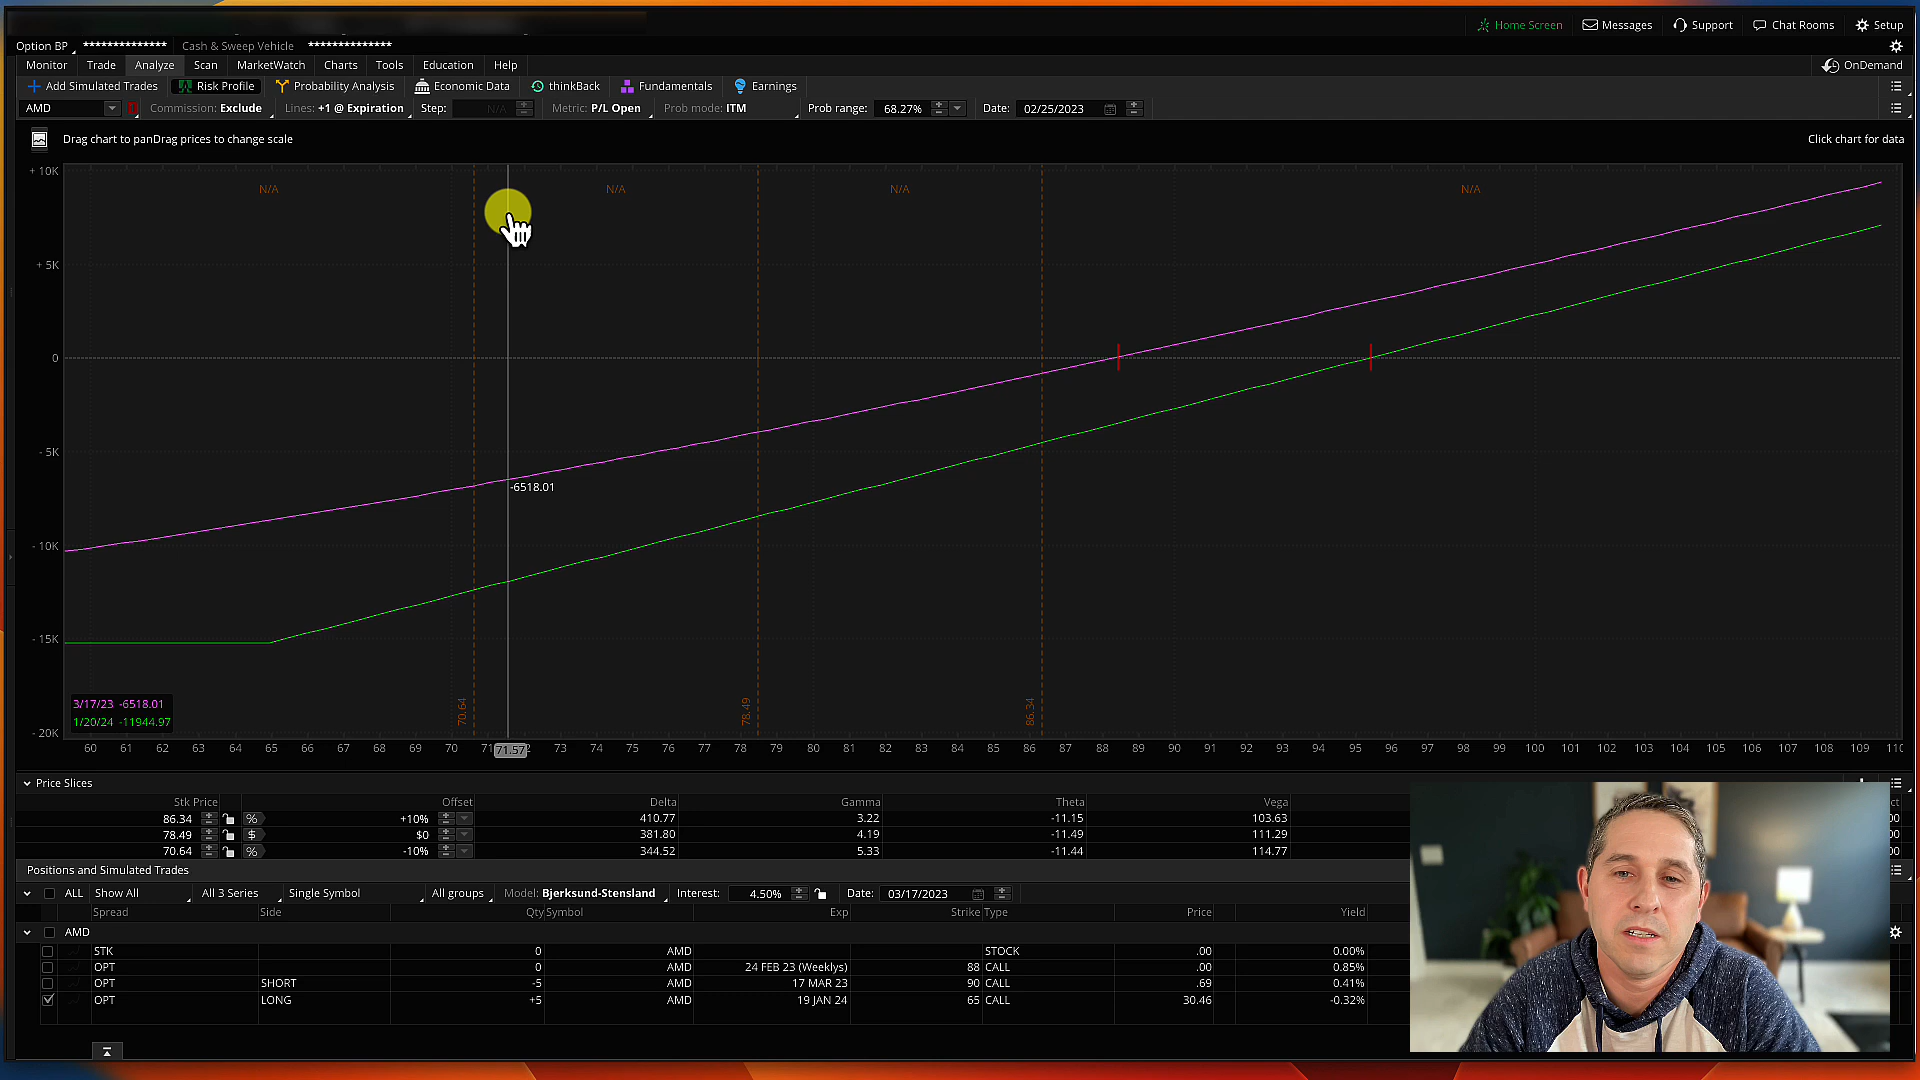 Home Screen Messages Support Chat Rooms Setup
Option BP ************** Cash & Sweep Vehicle **************
Monitor Trade Analyze Scan MarketWatch Charts Tools Education Help OnDemand
Add Simulated Trades Risk Profile Probability Analysis Economic Data thinkBack Fundamentals Earnings
AMD Commission: Exclude Lines: +1 @ Expiration Step: N/A Metric: P/L Open Prob mode: ITM Prob range: 68.27% Date: 02/25/2023
Drag chart to panDrag prices to change scale Click chart for data
+ 10K
N/A N/A N/A N/A
+ 5K
0
- 5K
-6518.01
- 10K
- 15K
3/17/23 -6518.01
1/20/24 -11944.97
70.64 78.49 86.34
- 20K
60 61 62 63 64 65 66 67 68 69 70 71 71.57 73 74 75 76 77 78 79 80 81 82 83 84 85 86 87 88 89 90 91 92 93 94 95 96 97 98 99 100 101 102 103 104 105 106 107 108 109 110
Price Slices
Stk Price Offset Delta Gamma Theta Vega
86.34 % +10% 410.77 3.22 -11.15 103.63
78.49 $ $0 381.80 4.19 -11.49 111.29
70.64 % -10% 344.52 5.33 -11.44 114.77
Positions and Simulated Trades
ALL Show All All 3 Series Single Symbol All groups Model: Bjerksund-Stensland Interest: 4.50% Date: 03/17/2023
Spread Side Qty Symbol Exp Strike Type Price Yield
AMD
STK 0 AMD STOCK .00 0.00%
OPT 0 AMD 24 FEB 23 (Weeklys) 88 CALL .00 0.85%
OPT SHORT -5 AMD 17 MAR 23 90 CALL .69 0.41%
OPT LONG +5 AMD 19 JAN 24 65 CALL 30.46 -0.32%